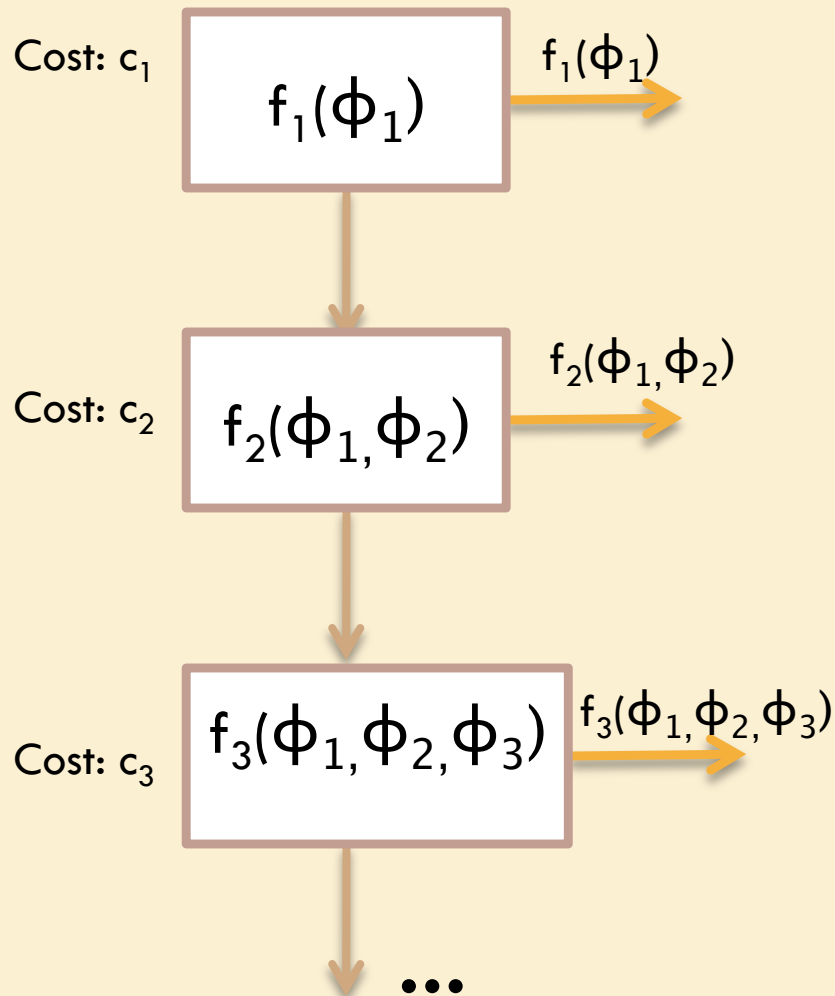 Cost: c₁
f₁(ϕ₁)
f₁(ϕ₁)
Cost: c₂
f₂(ϕ₁,ϕ₂)
f₂(ϕ₁,ϕ₂)
Cost: c₃
f₃(ϕ₁,ϕ₂,ϕ₃)
f₃(ϕ₁,ϕ₂,ϕ₃)
...